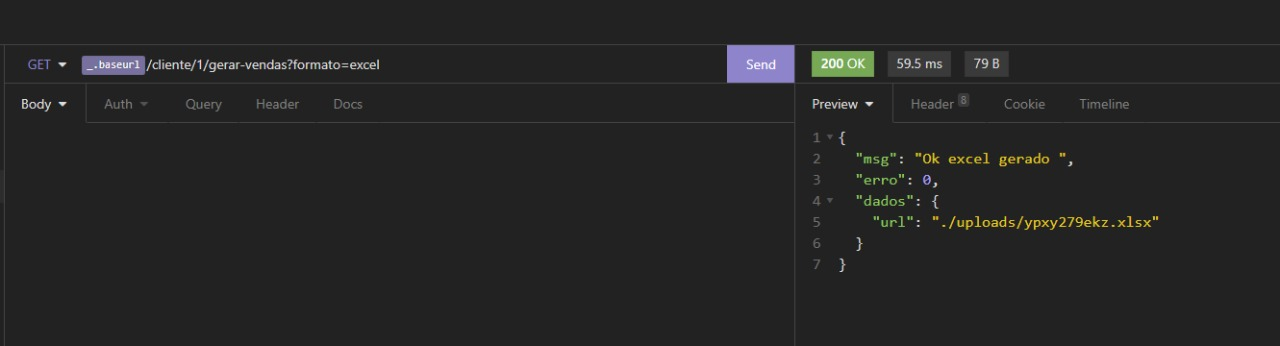 GET _.baseurl /cliente/1/gerar-vendas?formato=excel Send 200 OK 59.5 ms 79 B
Body Auth Query Header Docs Preview Header 8 Cookie Timeline
1 {
2 "msg": "Ok excel gerado ",
3 "erro": 0,
4 "dados": {
5 "url": "./uploads/ypxy279ekz.xlsx"
6 }
7 }